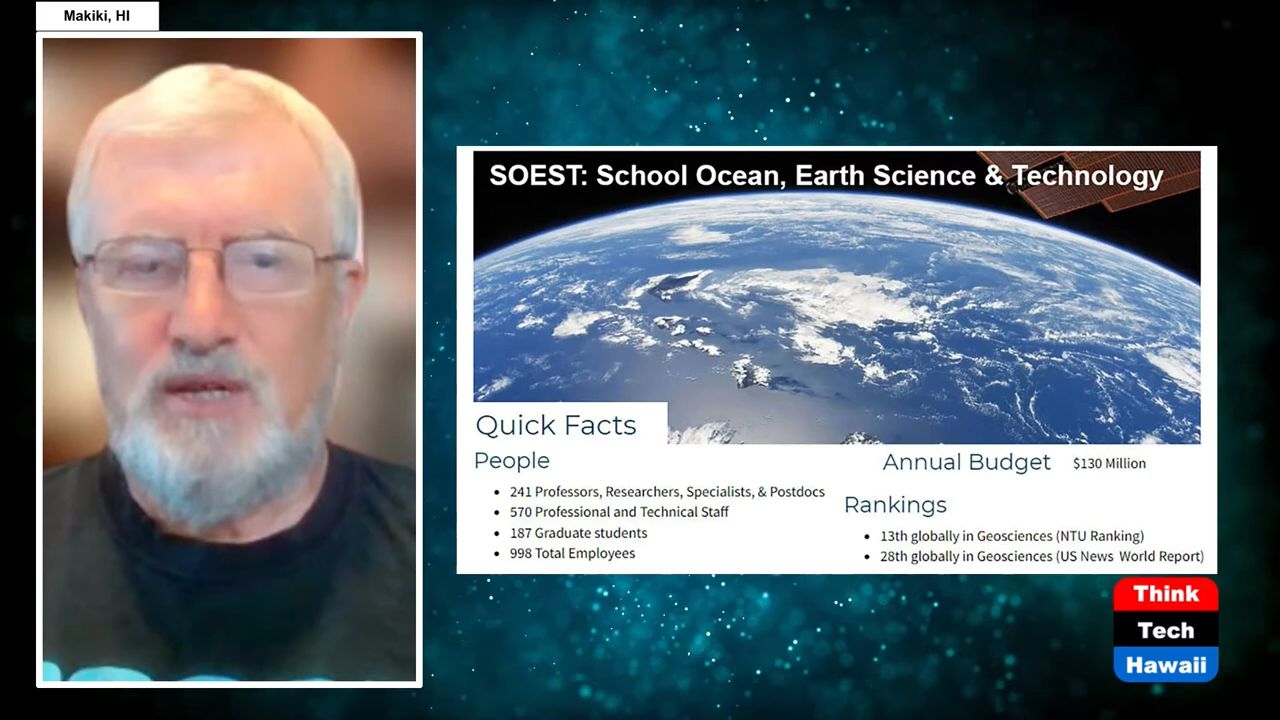 Makiki, HI
SOEST: School Ocean, Earth Science & Technology
Quick Facts
People
241 Professors, Researchers, Specialists, & Postdocs
570 Professional and Technical Staff
187 Graduate students
998 Total Employees
Annual Budget $130 Million
Rankings
13th globally in Geosciences (NTU Ranking)
28th globally in Geosciences (US News World Report)
Think
Tech
Hawaii